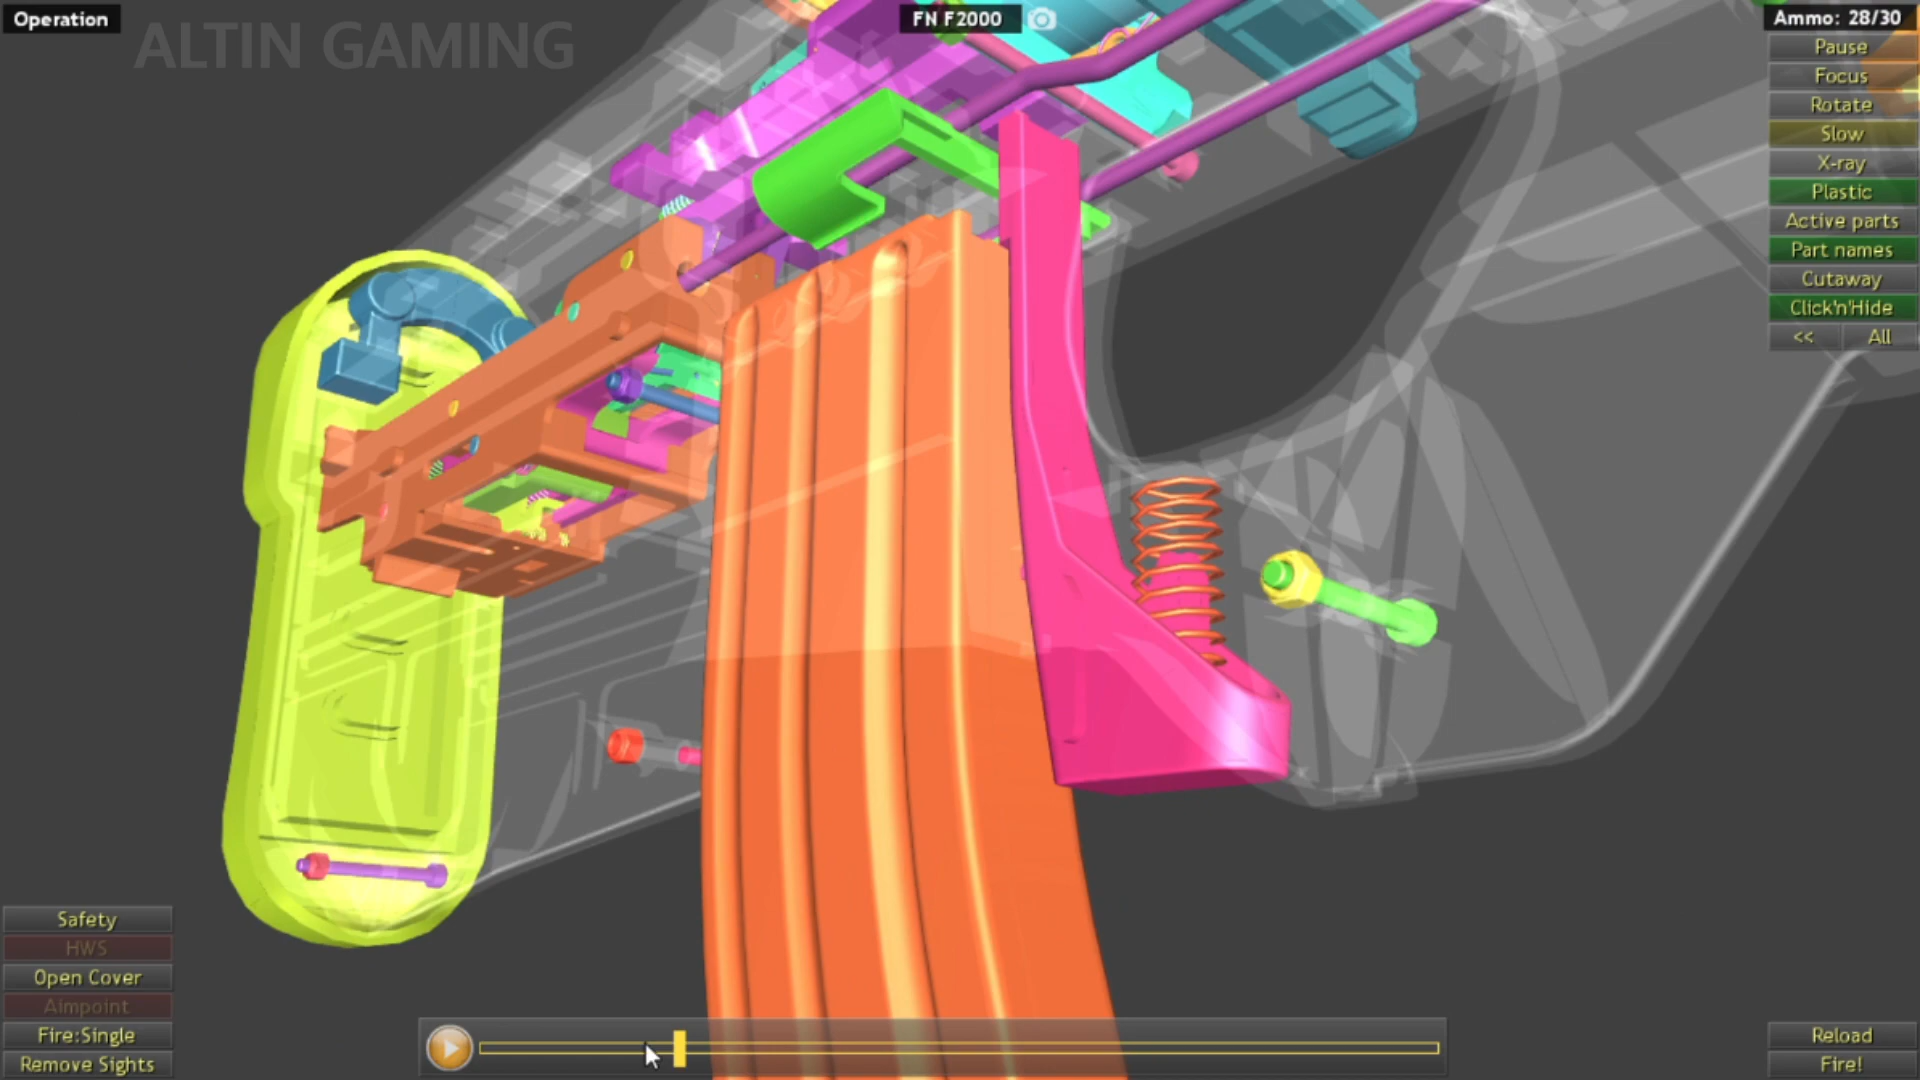 Operation
ALTIN GAMING
FN F2000
Ammo: 28/30
Pause
Focus
Rotate
Slow
X-ray
Plastic
Active parts
Part names
Cutaway
Click'n'Hide
<< All
Safety
HWS
Open Cover
Aimpoint
Fire:Single
Remove Sights
Reload
Fire!